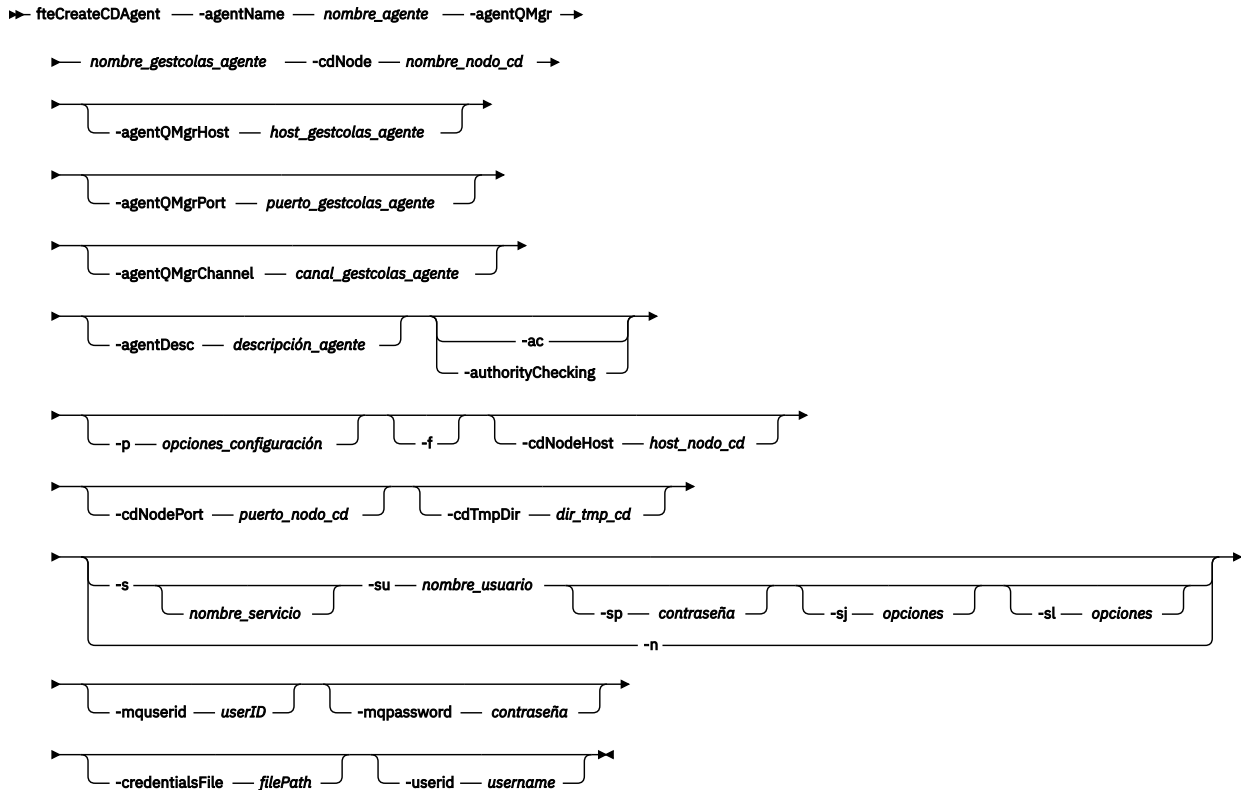 fteCreateCDAgent -agentName nombre_agente -agentQMgr
nombre_gestcolas_agente -cdNode nombre_nodo_cd
-agentQMgrHost host_gestcolas_agente
-agentQMgrPort puerto_gestcolas_agente
-agentQMgrChannel canal_gestcolas_agente
-agentDesc descripción_agente -ac
-authorityChecking
-p opciones_configuración -f -cdNodeHost host_nodo_cd
-cdNodePort puerto_nodo_cd -cdTmpDir dir_tmp_cd
-s -su nombre_usuario
nombre_servicio -sp contraseña -sj opciones -sl opciones
-n
-mquserid userID -mqpassword contraseña
-credentialsFile filePath -userid username